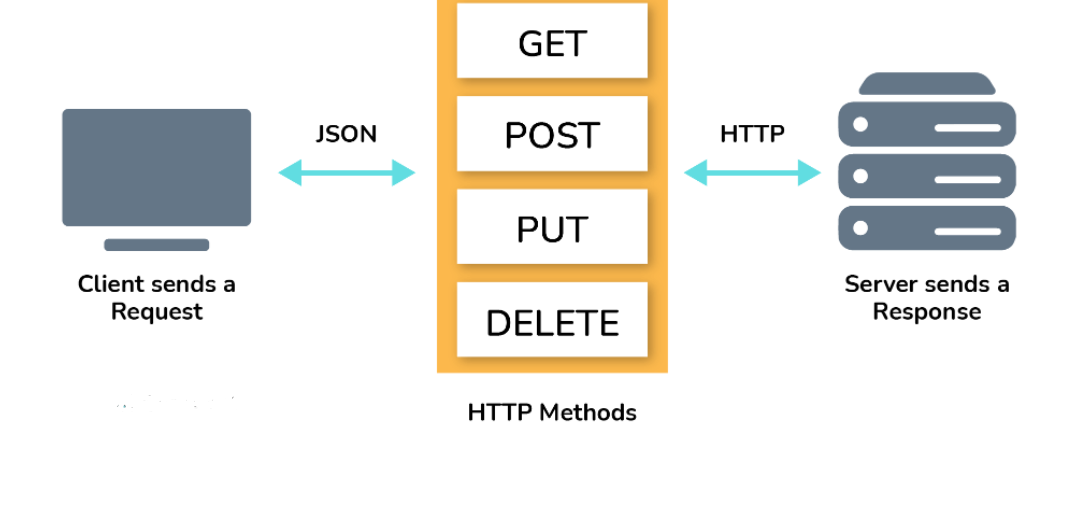 GET
POST
PUT
DELETE
JSON
HTTP
Client sends a
Request
Server sends a
Response
HTTP Methods